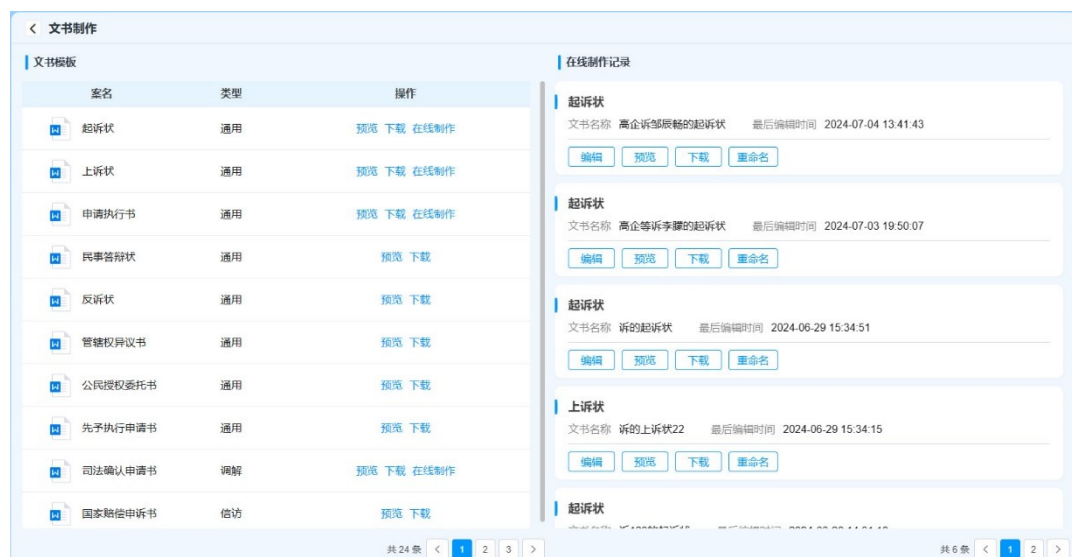 文书制作
文书模板
案名 类型 操作
起诉状 通用 预览 下载 在线制作
上诉状 通用 预览 下载 在线制作
申请执行书 通用 预览 下载 在线制作
民事答辩状 通用 预览 下载
反诉状 通用 预览 下载
管辖权异议书 通用 预览 下载
公民授权委托书 通用 预览 下载
先予执行申请书 通用 预览 下载
司法确认申请书 调解 预览 下载 在线制作
国家赔偿申诉书 信访 预览 下载
共 24 条 1 2 3
在线制作记录
起诉状
文书名称 高企诉邹辰畅的起诉状 最后编辑时间 2024-07-04 13:41:43
编辑 预览 下载 重命名
起诉状
文书名称 高企等诉李朦的起诉状 最后编辑时间 2024-07-03 19:50:07
编辑 预览 下载 重命名
起诉状
文书名称 诉的起诉状 最后编辑时间 2024-06-29 15:34:51
编辑 预览 下载 重命名
上诉状
文书名称 诉的上诉状22 最后编辑时间 2024-06-29 15:34:15
编辑 预览 下载 重命名
起诉状
共 6 条 1 2